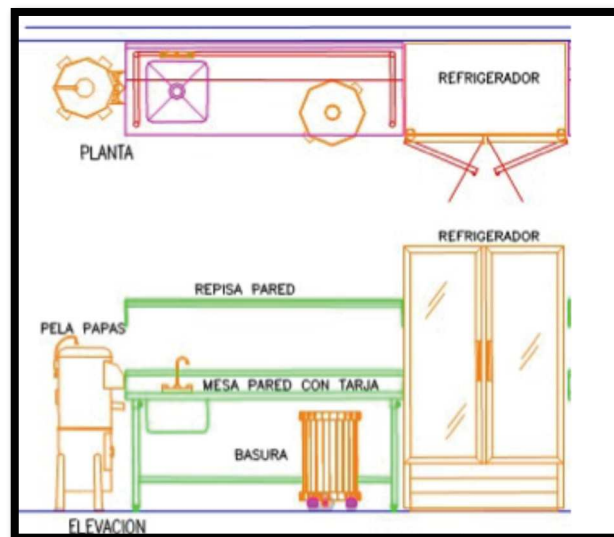 REFRIGERADOR
PLANTA
REFRIGERADOR
REPISA PARED
PELA PAPAS
MESA PARED CON TARJA
BASURA
ELEVACION